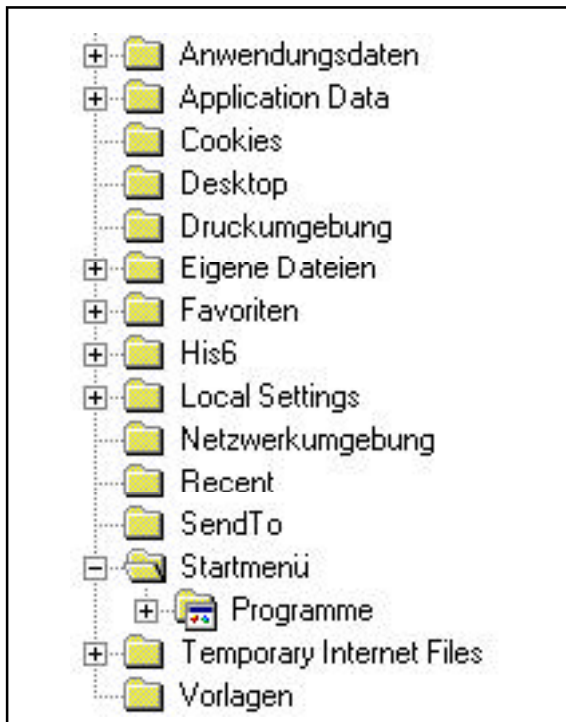 Anwendungsdaten
Application Data
Cookies
Desktop
Druckumgebung
Eigene Dateien
Favoriten
His6
Local Settings
Netzwerkumgebung
Recent
SendTo
Startmenü
Programme
Temporary Internet Files
Vorlagen